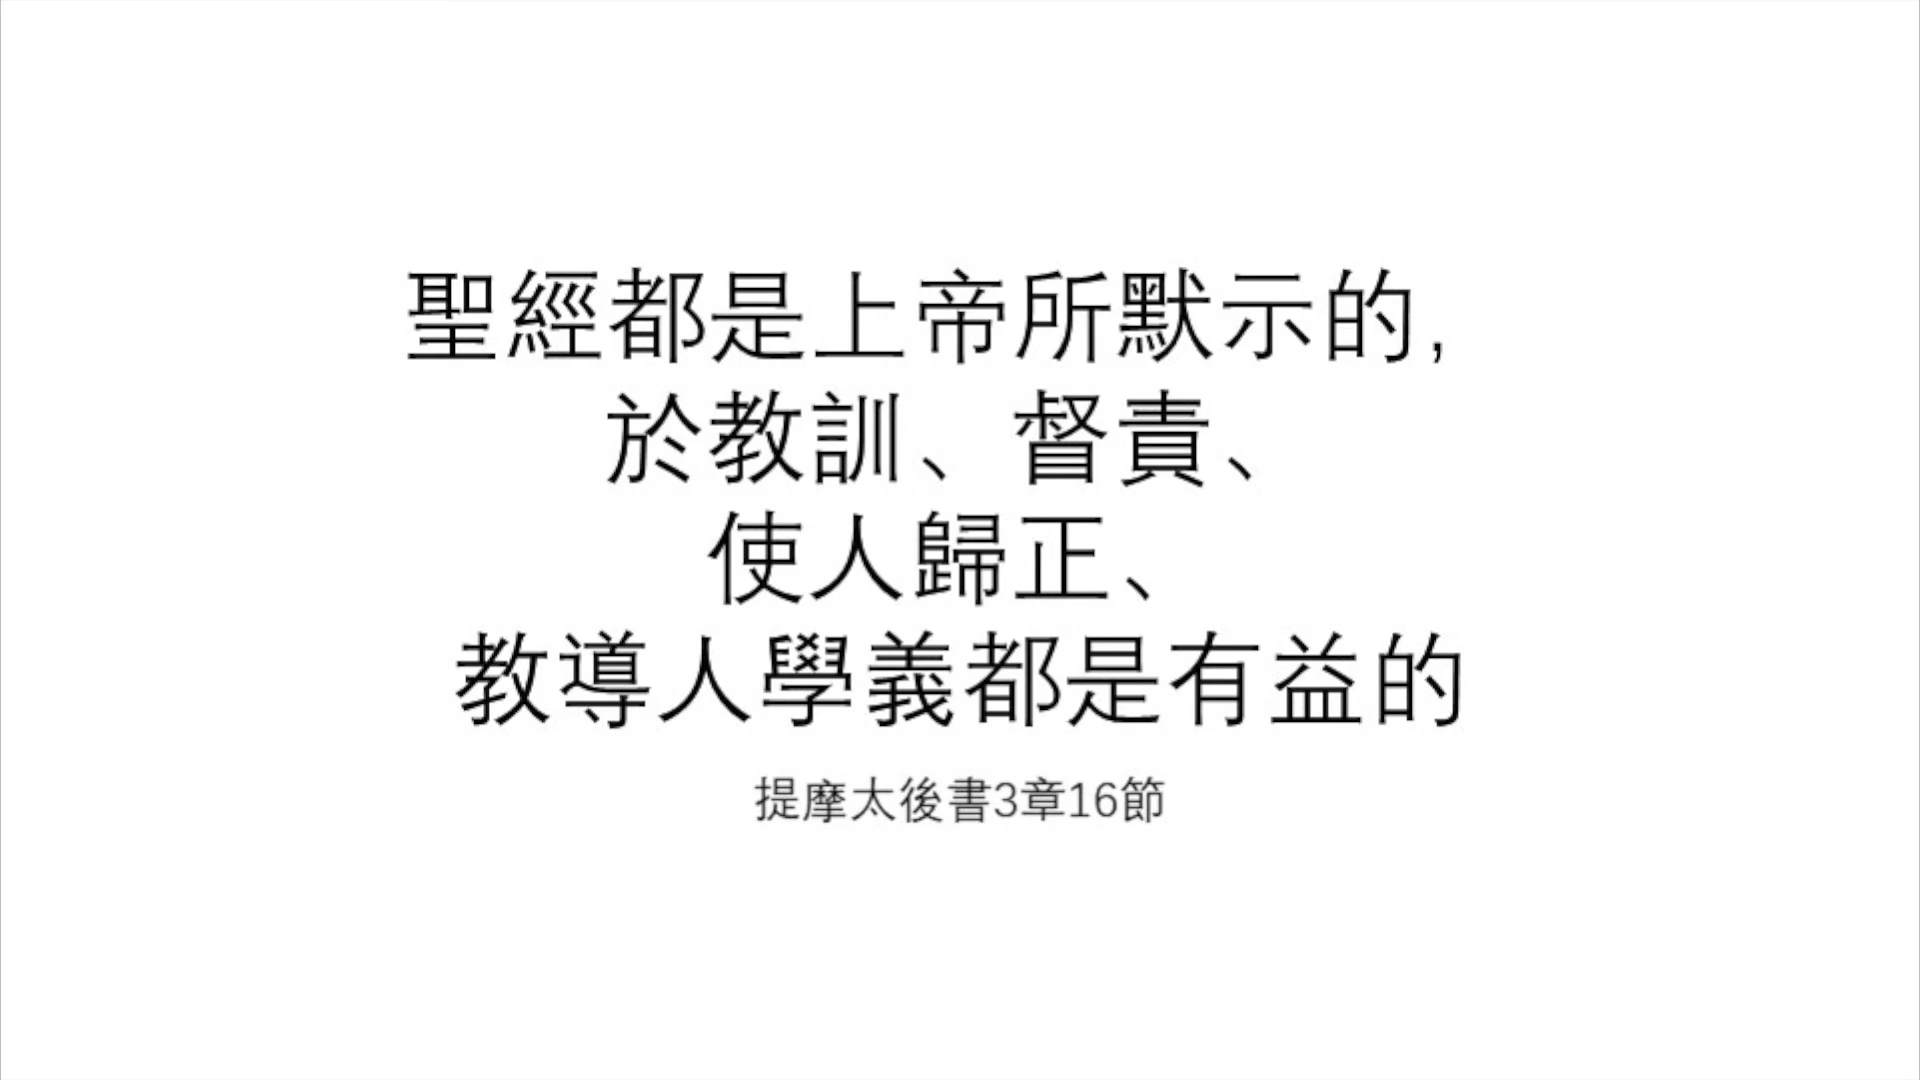 聖經都是上帝所默示的,
於教訓、督責、
使人歸正、
教導人學義都是有益的
提摩太後書3章16節